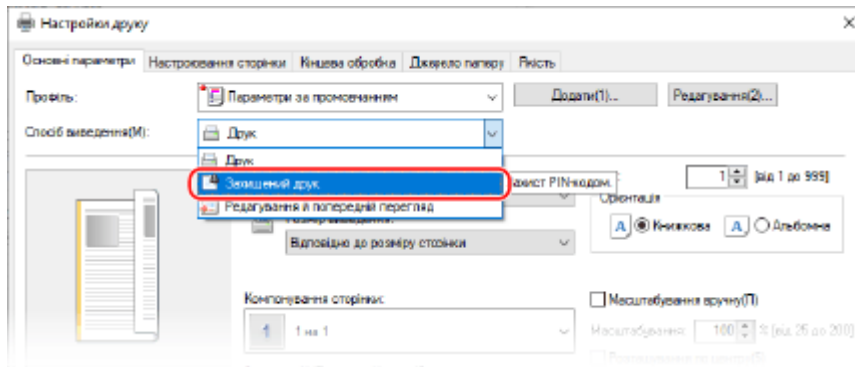 Настройки друку
Основні параметри Настроювання сторінки Кінцева обробка Джерело паперу Якість
Профіль: Параметри за промовчанням Додати(1)... Редагування(2)...
Спосіб виведення(M): Друк
Друк
Захищений друк
захист PIN-кодом.
1 [від 1 до 999]
Редагування й попередній перегляд
Орієнтація
Відповідно до розміру сторінки
A Книжкова A Альбомна
Компонування сторінки:
1 1 на 1
Масштабування вручну(П)
Масштабування: 100 % [від 25 до 200]